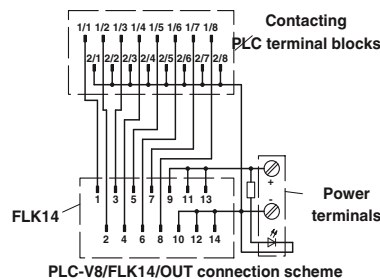 1/1 1/2 1/3 1/4 1/5 1/6 1/7 1/8
Contacting
PLC terminal blocks
2/1 2/2 2/3 2/4 2/5 2/6 2/7 2/8
+
-
1 3 5 7 9 11 13
FLK14
Power
terminals
2 4 6 8 10 12 14
PLC-V8/FLK14/OUT connection scheme